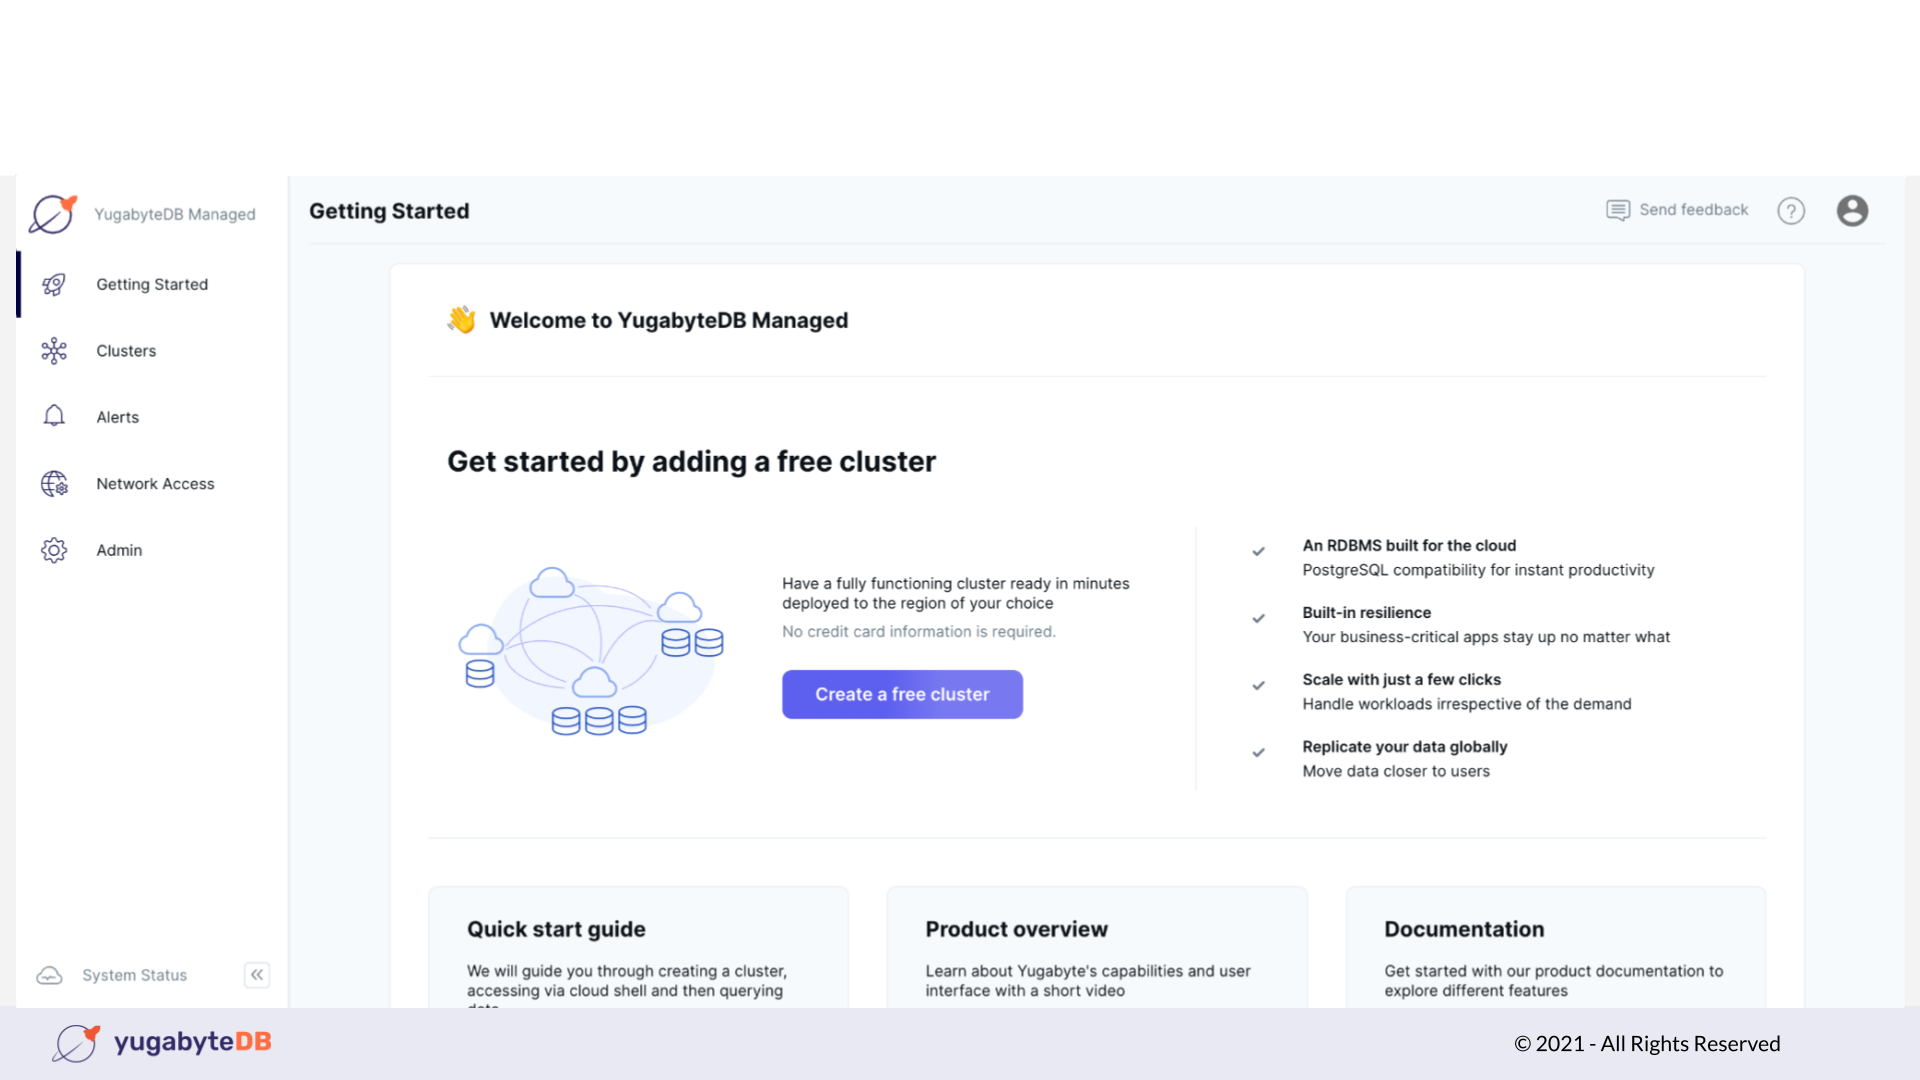 YugabyteDB Managed
Getting Started
Clusters
Alerts
Network Access
Admin
System Status
Getting Started
Send feedback
?
👋 Welcome to YugabyteDB Managed
Get started by adding a free cluster
Have a fully functioning cluster ready in minutes
deployed to the region of your choice
No credit card information is required.
Create a free cluster
An RDBMS built for the cloud
PostgreSQL compatibility for instant productivity
Built-in resilience
Your business-critical apps stay up no matter what
Scale with just a few clicks
Handle workloads irrespective of the demand
Replicate your data globally
Move data closer to users
Quick start guide
We will guide you through creating a cluster,
accessing via cloud shell and then querying
Product overview
Learn about Yugabyte's capabilities and user
interface with a short video
Documentation
Get started with our product documentation to
explore different features
yugabyteDB
© 2021 - All Rights Reserved